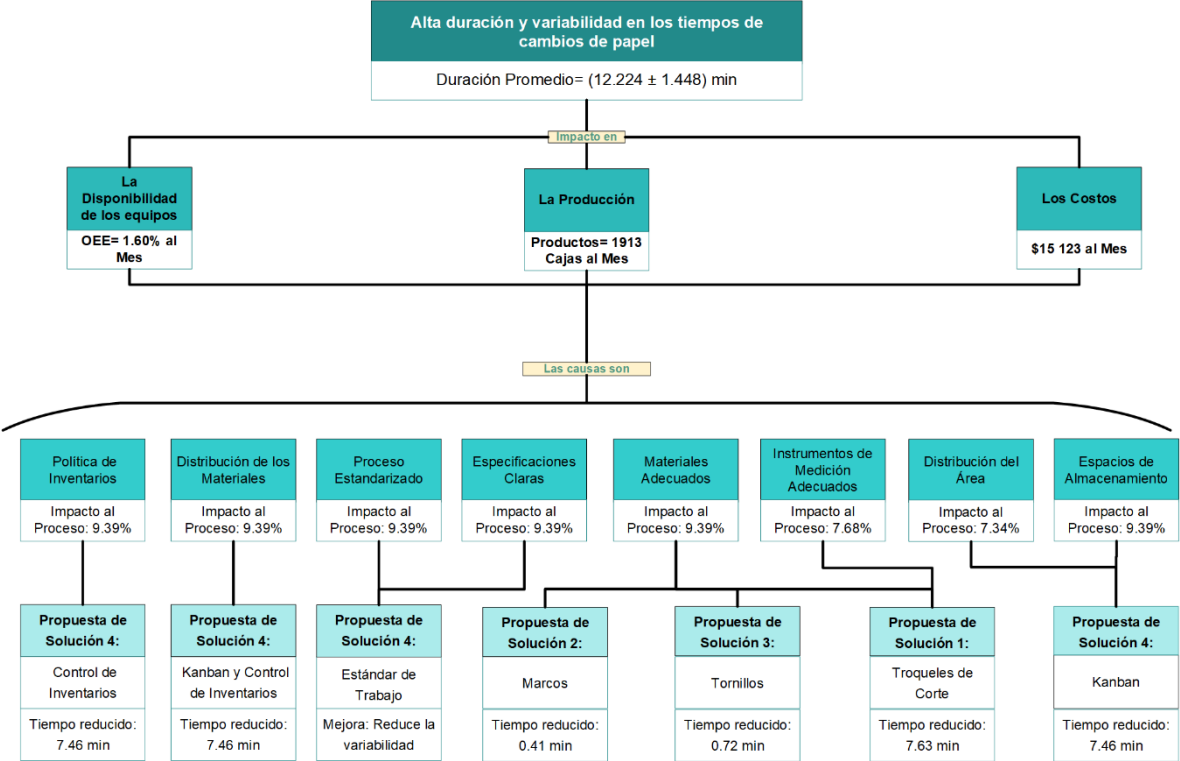 Alta duración y variabilidad en los tiempos de
cambios de papel
Duración Promedio= (12.224 ± 1.448) min
Impacto en
La
Disponibilidad
de los equipos
OEE= 1.60% al
Mes
La Producción
Productos= 1913
Cajas al Mes
Los Costos
$15 123 al Mes
Las causas son
Política de
Inventarios
Impacto al
Proceso: 9.39%
Distribución de los
Materiales
Impacto al
Proceso: 9.39%
Proceso
Estandarizado
Impacto al
Proceso: 9.39%
Especificaciones
Claras
Impacto al
Proceso: 9.39%
Materiales
Adecuados
Impacto al
Proceso: 9.39%
Instrumentos de
Medición
Adecuados
Impacto al
Proceso: 7.68%
Distribución del
Área
Impacto al
Proceso: 7.34%
Espacios de
Almacenamiento
Impacto al
Proceso: 9.39%
Propuesta de
Solución 4:
Control de
Inventarios
Tiempo reducido:
7.46 min
Propuesta de
Solución 4:
Kanban y Control
de Inventarios
Tiempo reducido:
7.46 min
Propuesta de
Solución 4:
Estándar de
Trabajo
Mejora: Reduce la
variabilidad
Propuesta de
Solución 2:
Marcos
Tiempo reducido:
0.41 min
Propuesta de
Solución 3:
Tornillos
Tiempo reducido:
0.72 min
Propuesta de
Solución 1:
Troqueles de
Corte
Tiempo reducido:
7.63 min
Propuesta de
Solución 4:
Kanban
Tiempo reducido:
7.46 min